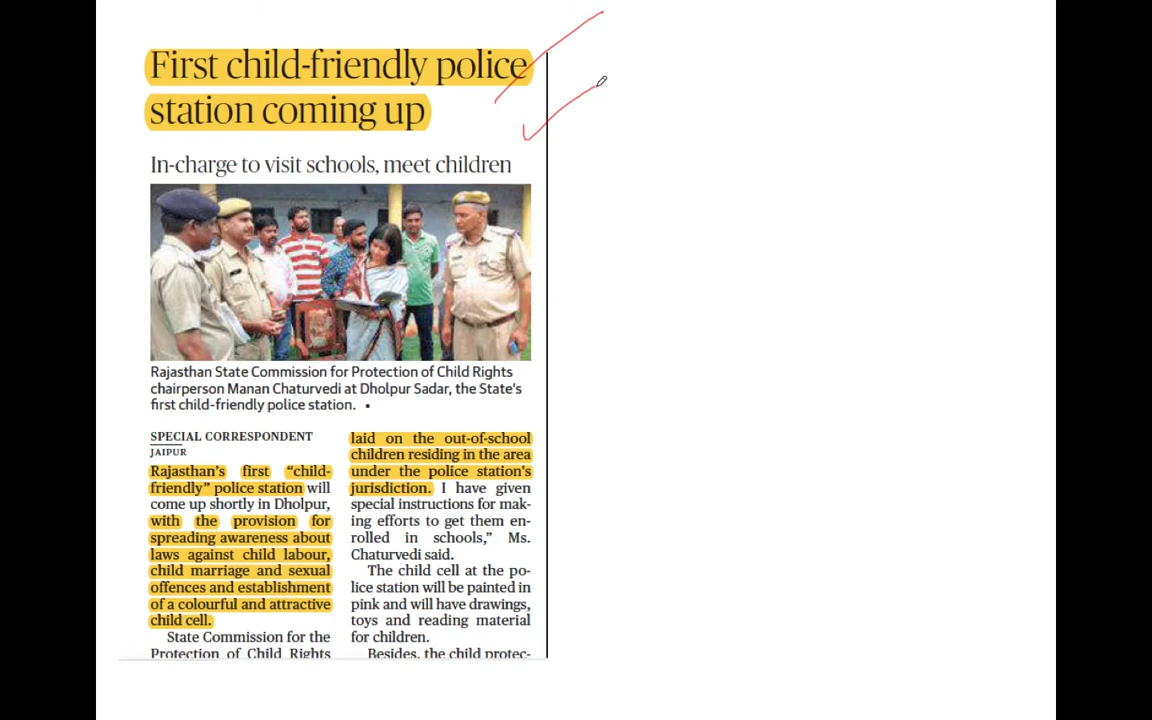 First child-friendly police
station coming up
In-charge to visit schools, meet children
Rajasthan State Commission for Protection of Child Rights
chairperson Manan Chaturvedi at Dholpur Sadar, the State's
first child-friendly police station.
SPECIAL CORRESPONDENT
JAIPUR
Rajasthan's first "child-
friendly" police station will
come up shortly in Dholpur,
with the provision for
spreading awareness about
laws against child labour,
child marriage and sexual
offences and establishment
of a colourful and attractive
child cell.
State Commission for the
Protection of Child Rights
laid on the out-of-school
children residing in the area
under the police station's
jurisdiction. I have given
special instructions for mak-
ing efforts to get them en-
rolled in schools," Ms.
Chaturvedi said.
The child cell at the po-
lice station will be painted in
pink and will have drawings,
toys and reading material
for children.
Besides, the child protec-